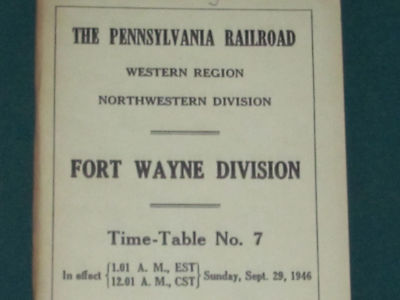 THE PENNSYLVANIA RAILROAD
WESTERN REGION
NORTHWESTERN DIVISION
FORT WAYNE DIVISION
Time-Table No. 7
In effect {1.01 A. M., EST / 12.01 A. M., CST} Sunday, Sept. 29, 1946